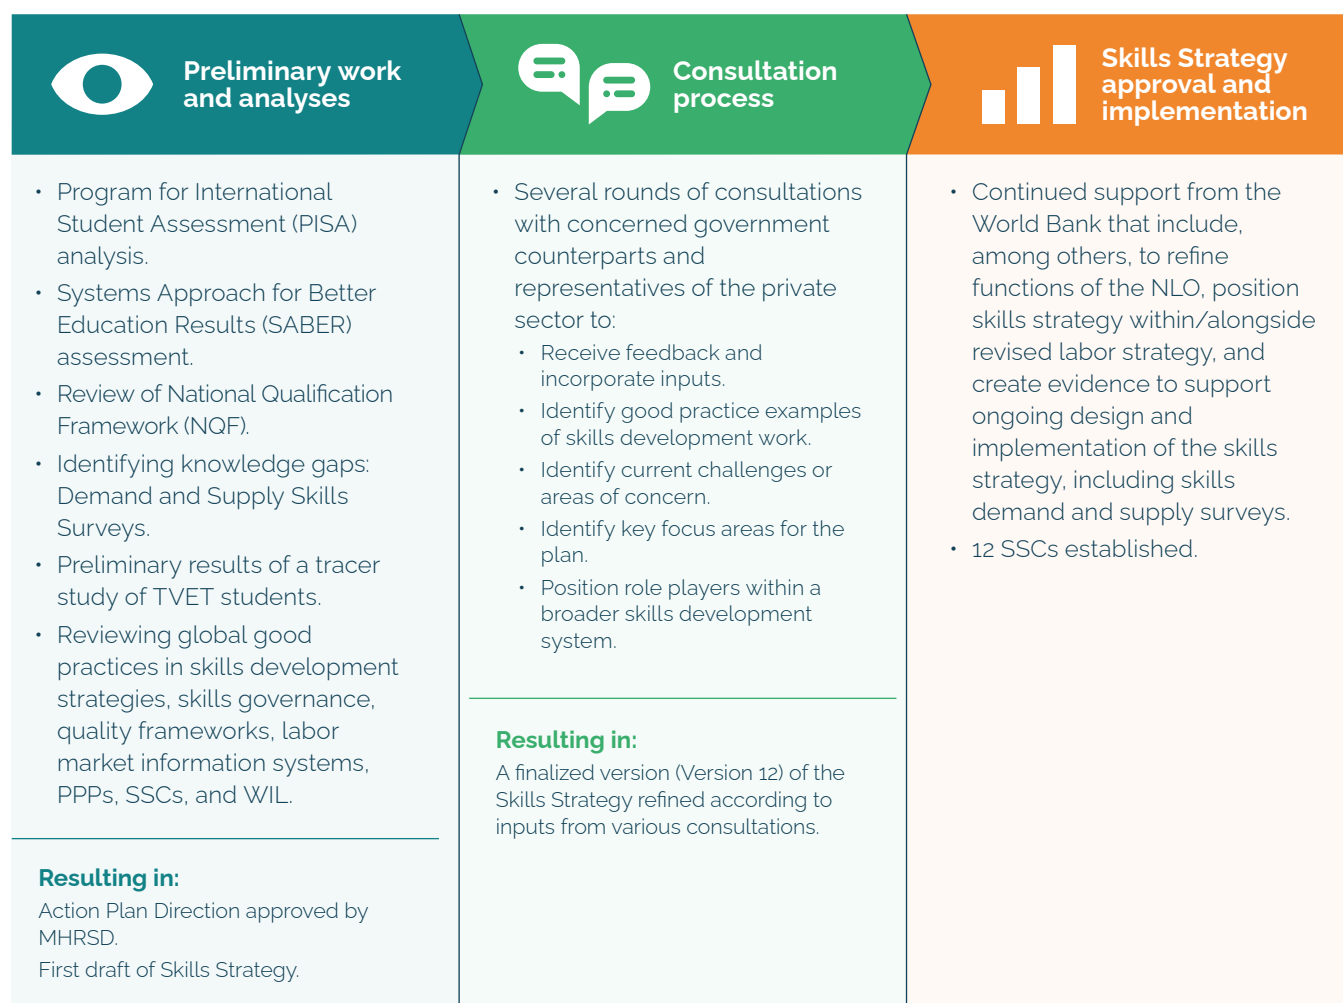 Preliminary work
and analyses
• Program for International
Student Assessment (PISA)
analysis.
• Systems Approach for Better
Education Results (SABER)
assessment.
• Review of National Qualification
Framework (NQF).
• Identifying knowledge gaps:
Demand and Supply Skills
Surveys.
• Preliminary results of a tracer
study of TVET students.
• Reviewing global good
practices in skills development
strategies, skills governance,
quality frameworks, labor
market information systems,
PPPs, SSCs, and WIL.
Resulting in:
Action Plan Direction approved by
MHRSD.
First draft of Skills Strategy.
Consultation
process
• Several rounds of consultations
with concerned government
counterparts and
representatives of the private
sector to:
• Receive feedback and
incorporate inputs.
• Identify good practice examples
of skills development work.
• Identify current challenges or
areas of concern.
• Identify key focus areas for the
plan.
• Position role players within a
broader skills development
system.
Resulting in:
A finalized version (Version 12) of the
Skills Strategy refined according to
inputs from various consultations.
Skills Strategy
approval and
implementation
• Continued support from the
World Bank that include,
among others, to refine
functions of the NLO, position
skills strategy within/alongside
revised labor strategy, and
create evidence to support
ongoing design and
implementation of the skills
strategy, including skills
demand and supply surveys.
• 12 SSCs established.